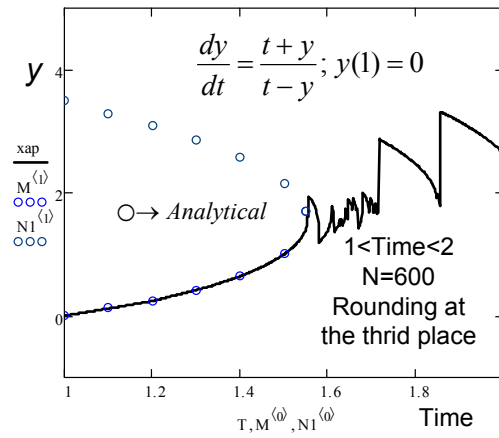 y
dy/dt = t+y/t−y; y(1) = 0
4
xap
M⟨1⟩
N1⟨1⟩
2
○→ Analytical
1<Time<2
N=600
Rounding at
the thrid place
0
1 1.2 1.4 1.6 1.8
T, M⟨0⟩, N1⟨0⟩ Time